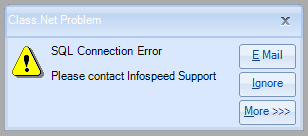 Class.Net Problem
SQL Connection Error
Please contact Infospeed Support
E Mail
Ignore
More >>>